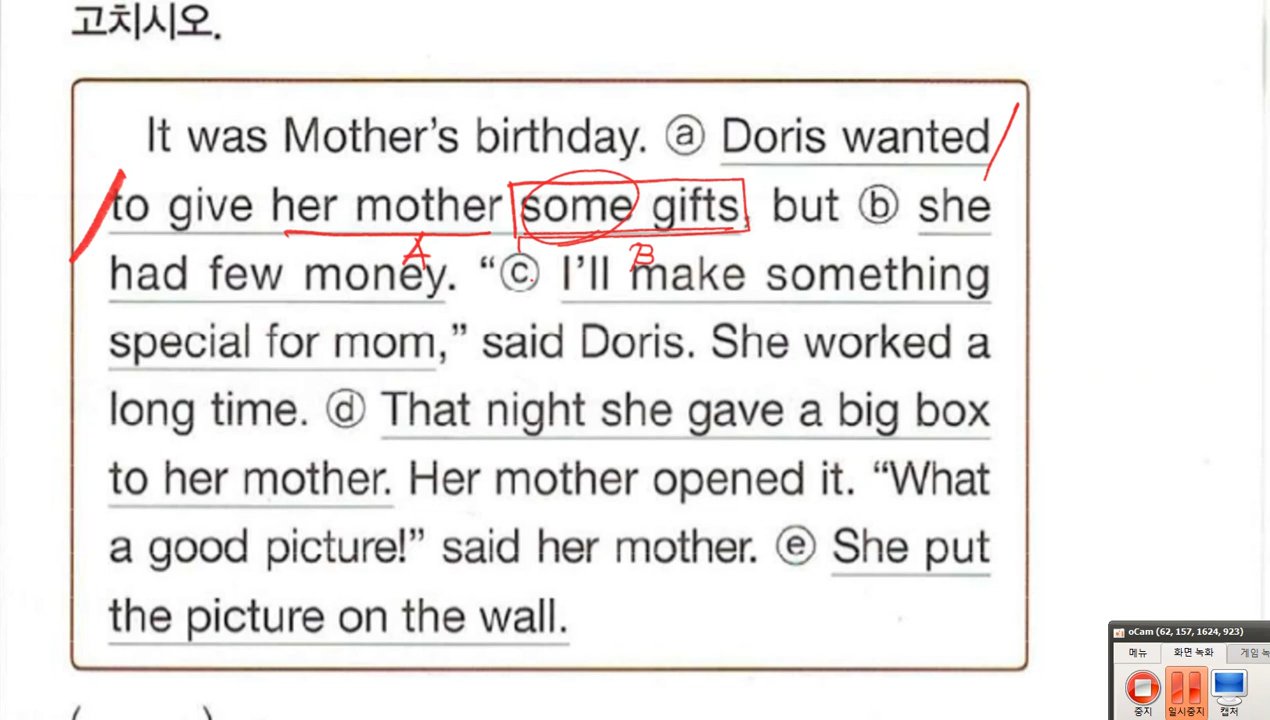 고치시오.
It was Mother's birthday. ⓐ Doris wanted
to give her mother some gifts, but ⓑ she
A B
had few money. “ⓒ I'll make something
special for mom,” said Doris. She worked a
long time. ⓓ That night she gave a big box
to her mother. Her mother opened it. “What
a good picture!” said her mother. ⓔ She put
the picture on the wall.
oCam (62, 157, 1624, 923)
메뉴 화면 녹화 게임 녹
중지 일시중지 캡처
( )